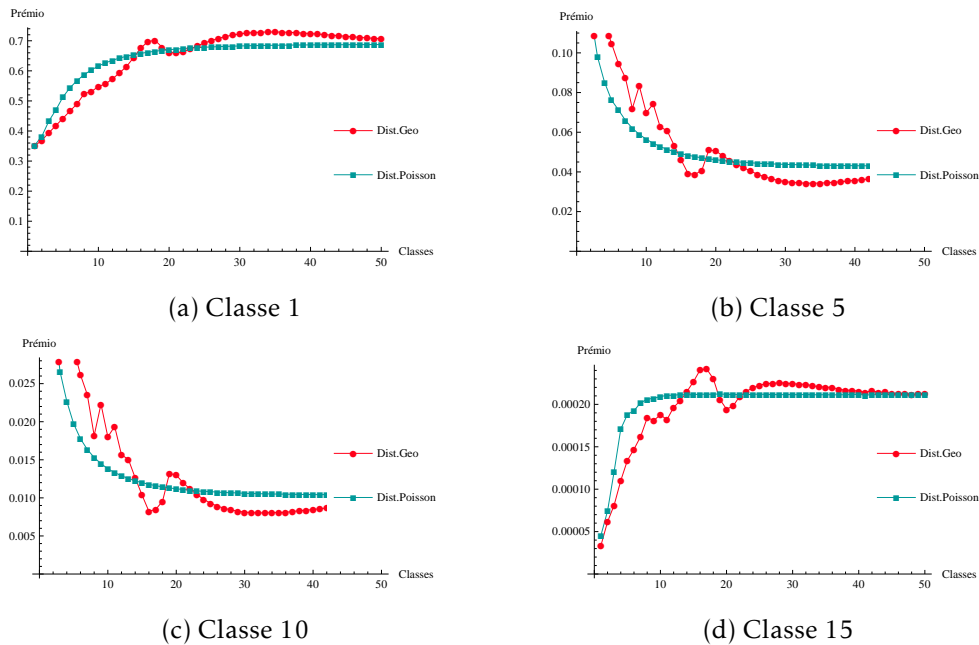 Prémio
0.7
0.6
0.5
0.4
0.3
0.2
0.1
10
20
30
40
50
Classes
Dist.Geo
Dist.Poisson
(a) Classe 1
Prémio
0.10
0.08
0.06
0.04
0.02
10
20
30
40
50
Classes
Dist.Geo
Dist.Poisson
(b) Classe 5
Prémio
0.025
0.020
0.015
0.010
0.005
10
20
30
40
50
Classes
Dist.Geo
Dist.Poisson
(c) Classe 10
Prémio
0.00020
0.00015
0.00010
0.00005
10
20
30
40
50
Classes
Dist.Geo
Dist.Poisson
(d) Classe 15